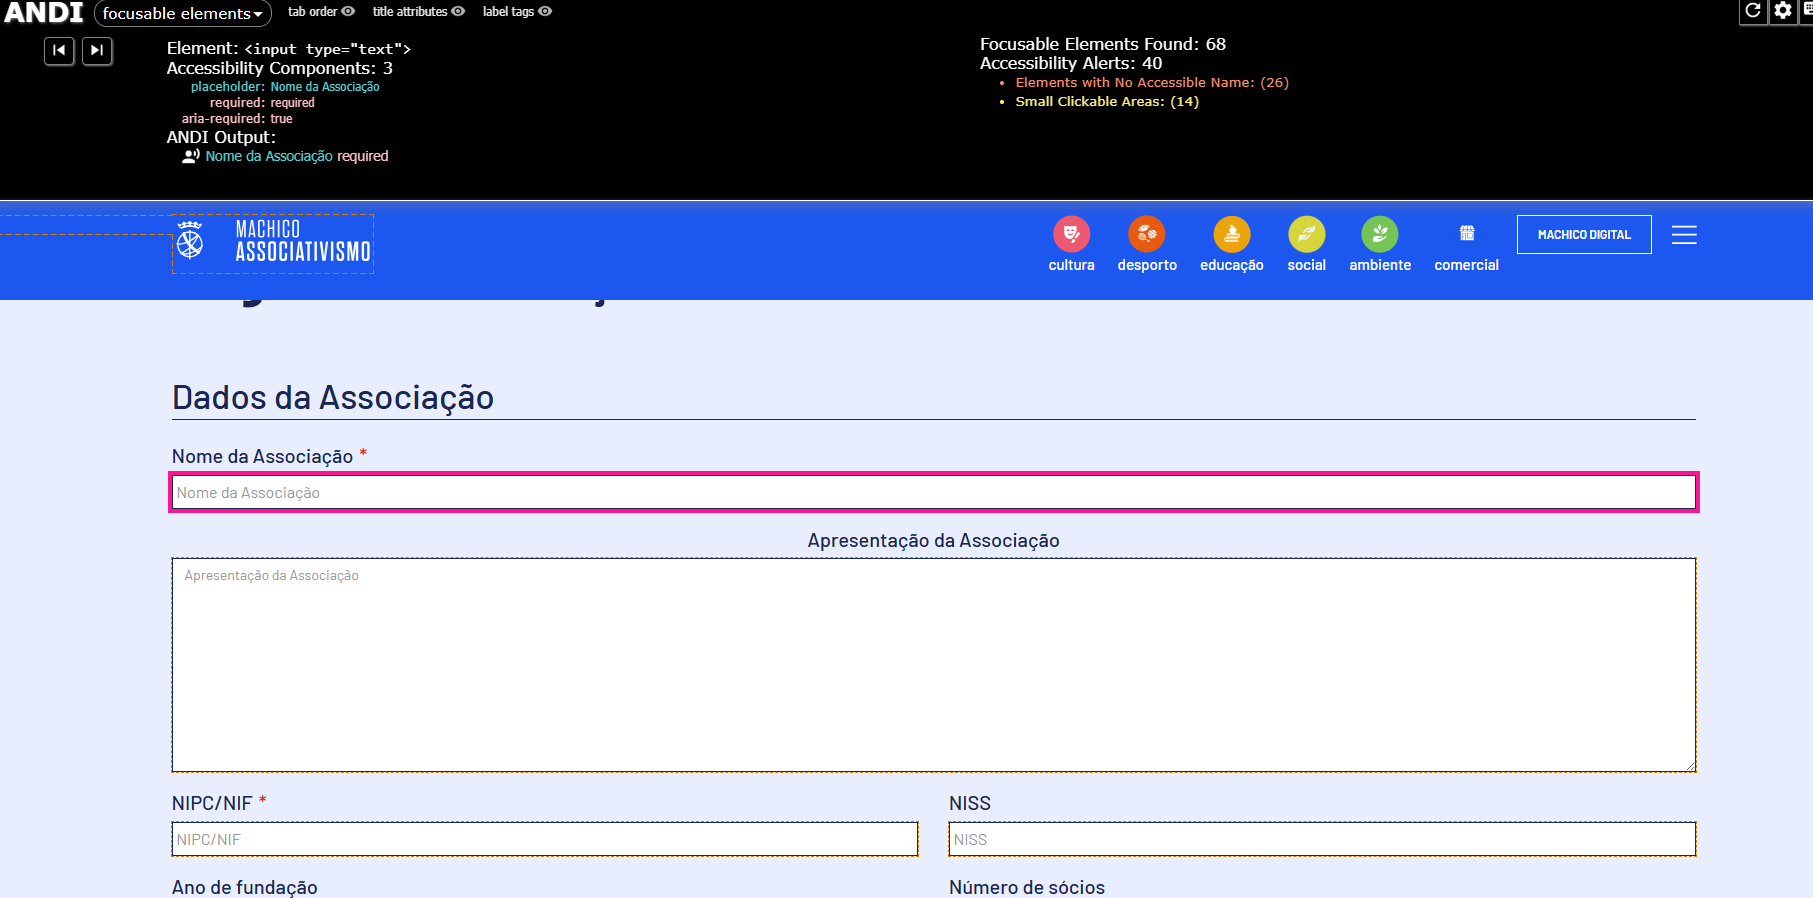 ANDI focusable elements tab order title attributes label tags
Element: <input type="text">
Accessibility Components: 3
placeholder: Nome da Associação
required: required
aria-required: true
ANDI Output:
Nome da Associação required
Focusable Elements Found: 68
Accessibility Alerts: 40
• Elements with No Accessible Name: (26)
• Small Clickable Areas: (14)
MACHICO
ASSOCIATIVISMO
cultura desporto educação social ambiente comercial MACHICO DIGITAL
Dados da Associação
Nome da Associação *
Nome da Associação
Apresentação da Associação
Apresentação da Associação
NIPC/NIF * NISS
NIPC/NIF NISS
Ano de fundação Número de sócios